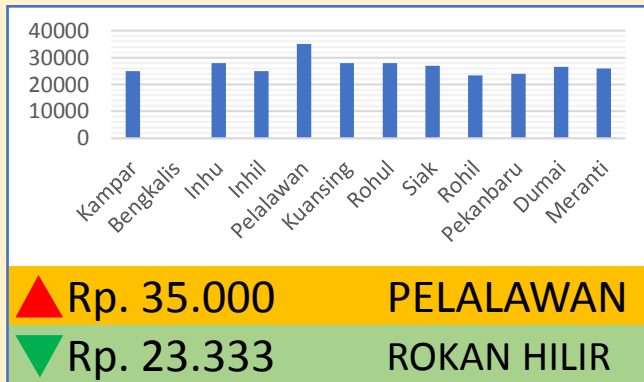 40000
30000
20000
10000
0
Kampar
Bengkalis
Inhu
Inhil
Pelalawan
Kuansing
Rohul
Siak
Rohil
Pekanbaru
Dumai
Meranti
Rp. 35.000 PELALAWAN
Rp. 23.333 ROKAN HILIR